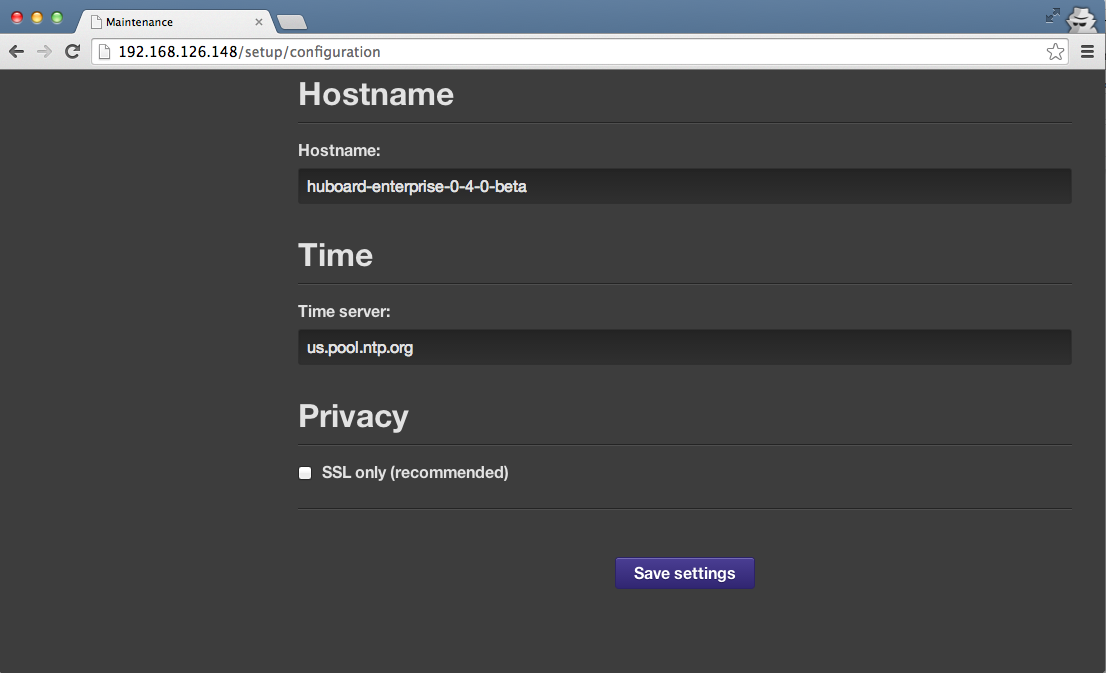 Maintenance
192.168.126.148/setup/configuration
Hostname
Hostname:
huboard-enterprise-0-4-0-beta
Time
Time server:
us.pool.ntp.org
Privacy
SSL only (recommended)
Save settings